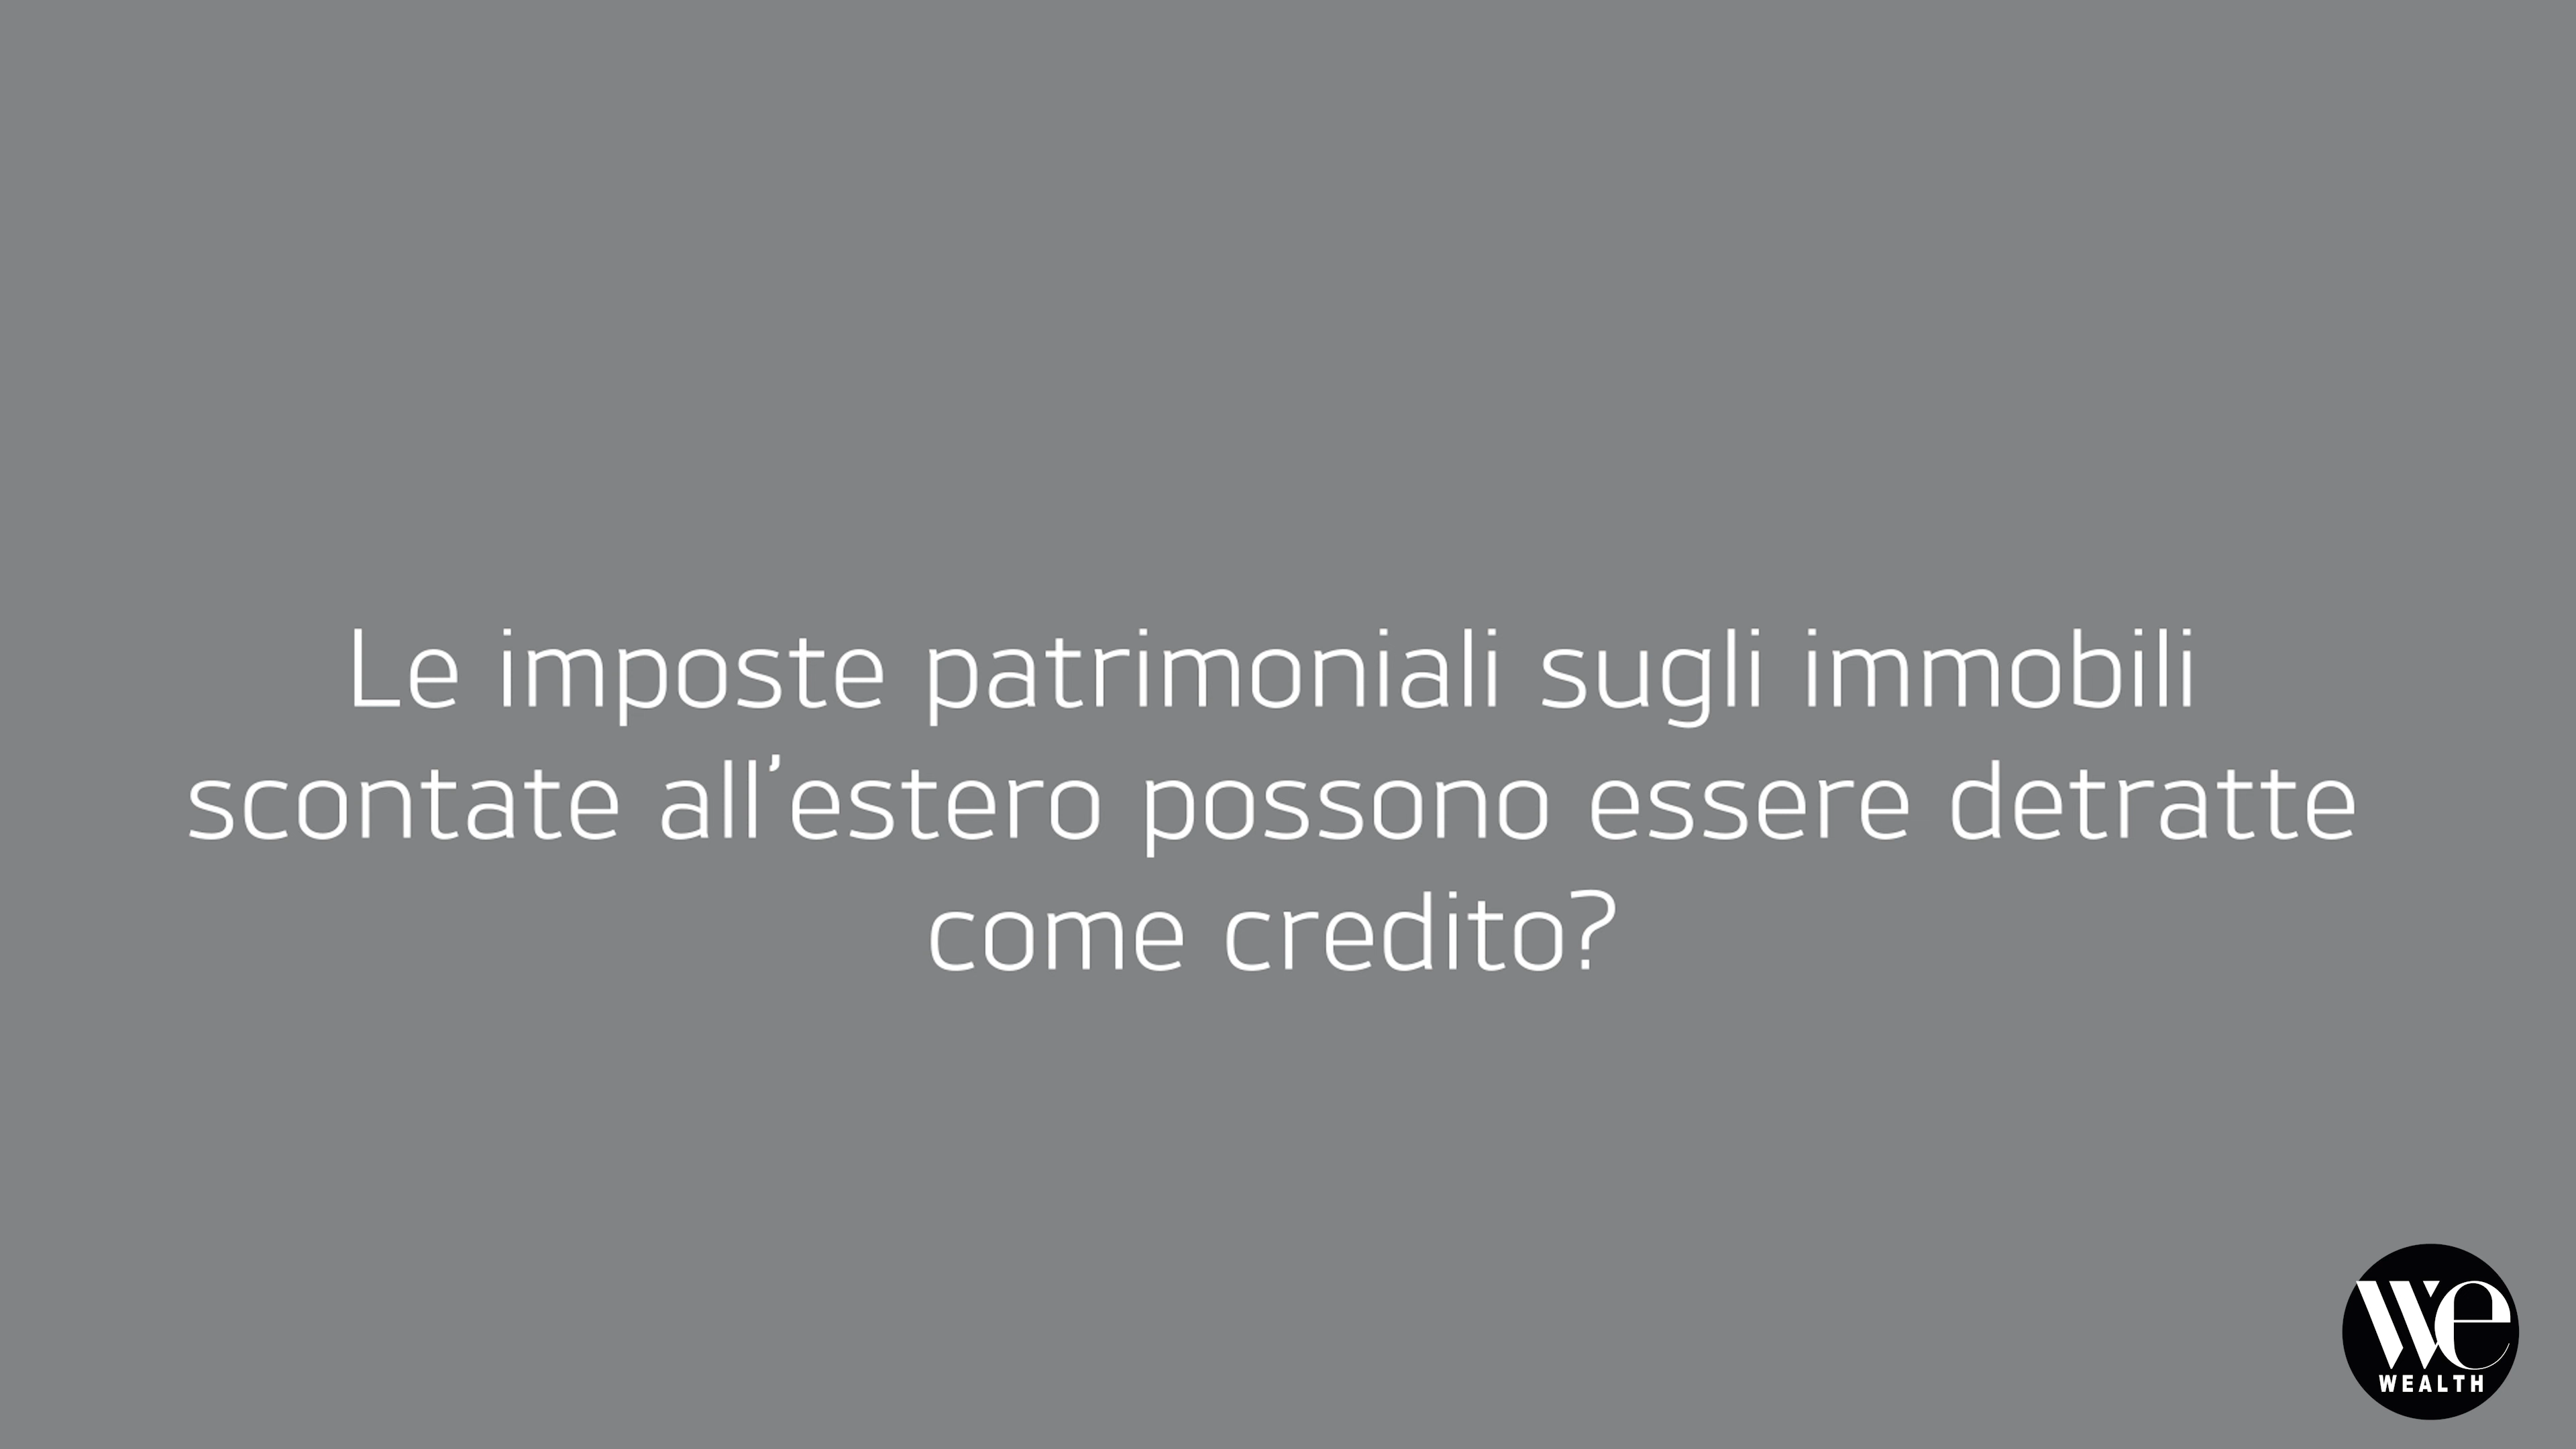 Le imposte patrimoniali sugli immobili
scontate all’estero possono essere detratte
come credito?
We
WEALTH